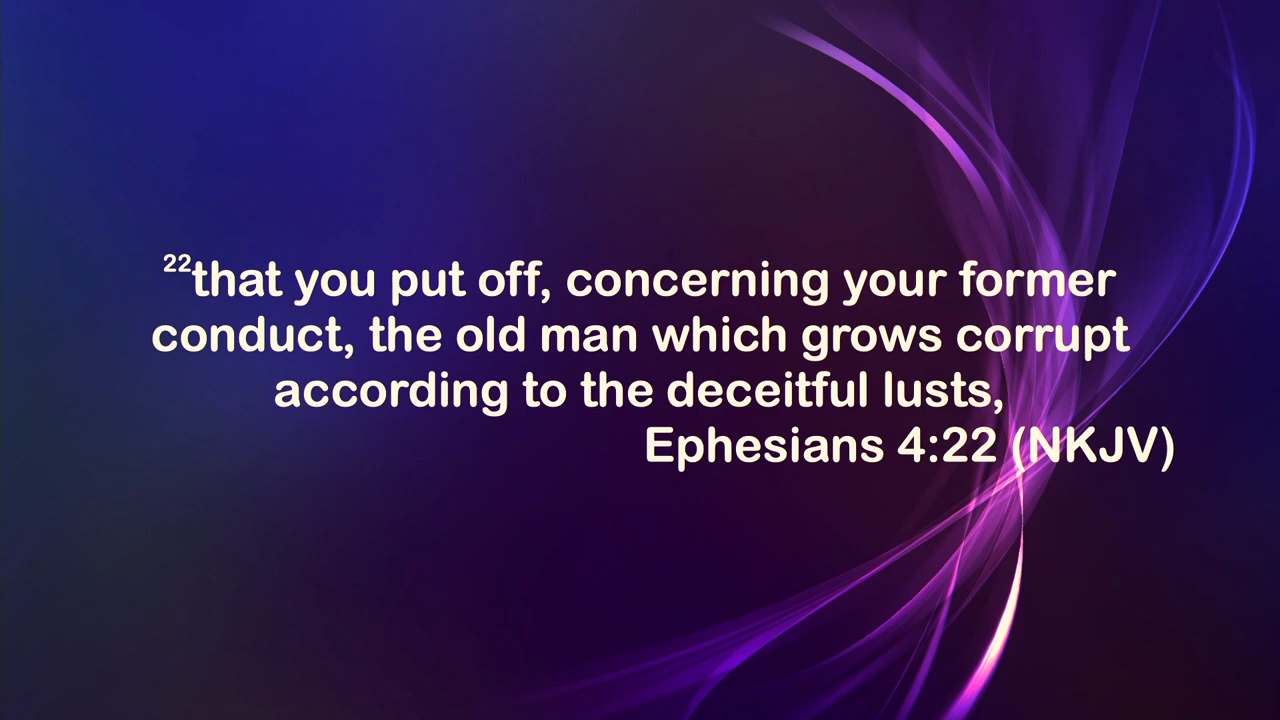 22that you put off, concerning your former
conduct, the old man which grows corrupt
according to the deceitful lusts,
Ephesians 4:22 (NKJV)